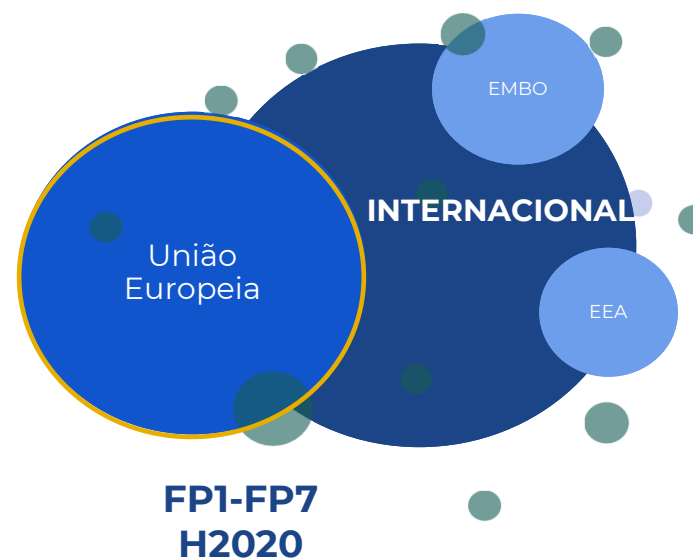 EMBO
INTERNACIONAL
União
Europeia
EEA
FP1-FP7
H2020